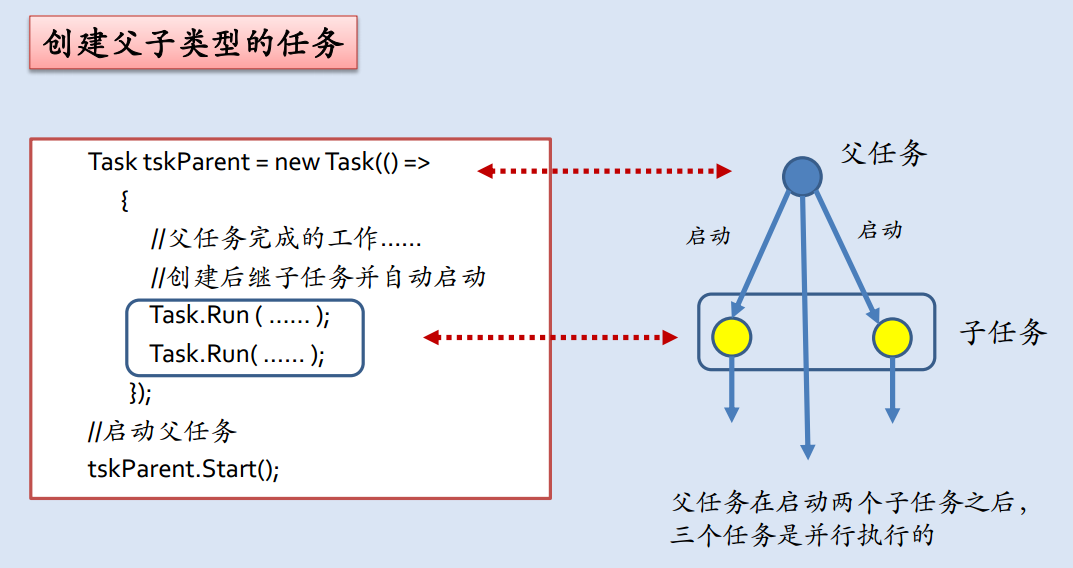 创建父子类型的任务
Task tskParent = new Task(() =>
{
//父任务完成的工作……
//创建后继子任务并自动启动
Task.Run ( …… );
Task.Run( …… );
});
//启动父任务
tskParent.Start();
父任务
启动
启动
子任务
父任务在启动两个子任务之后，
三个任务是并行执行的